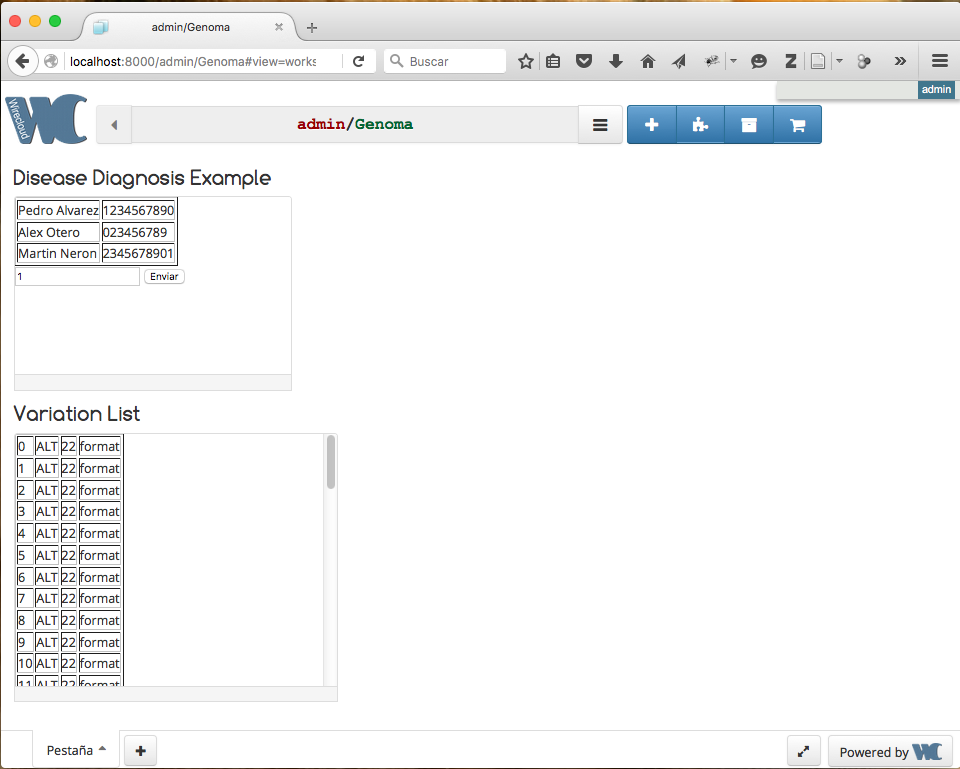 admin/Genoma
localhost:8000/admin/Genoma#view=works
Buscar
Z
admin
Wirecloud
WC
admin/Genoma
Disease Diagnosis Example
Pedro Alvarez 1234567890
Alex Otero 023456789
Martin Neron 2345678901
1 Enviar
Variation List
0 ALT 22 format
1 ALT 22 format
2 ALT 22 format
3 ALT 22 format
4 ALT 22 format
5 ALT 22 format
6 ALT 22 format
7 ALT 22 format
8 ALT 22 format
9 ALT 22 format
10 ALT 22 format
11 ALT 22 format
Pestaña
Powered by WC